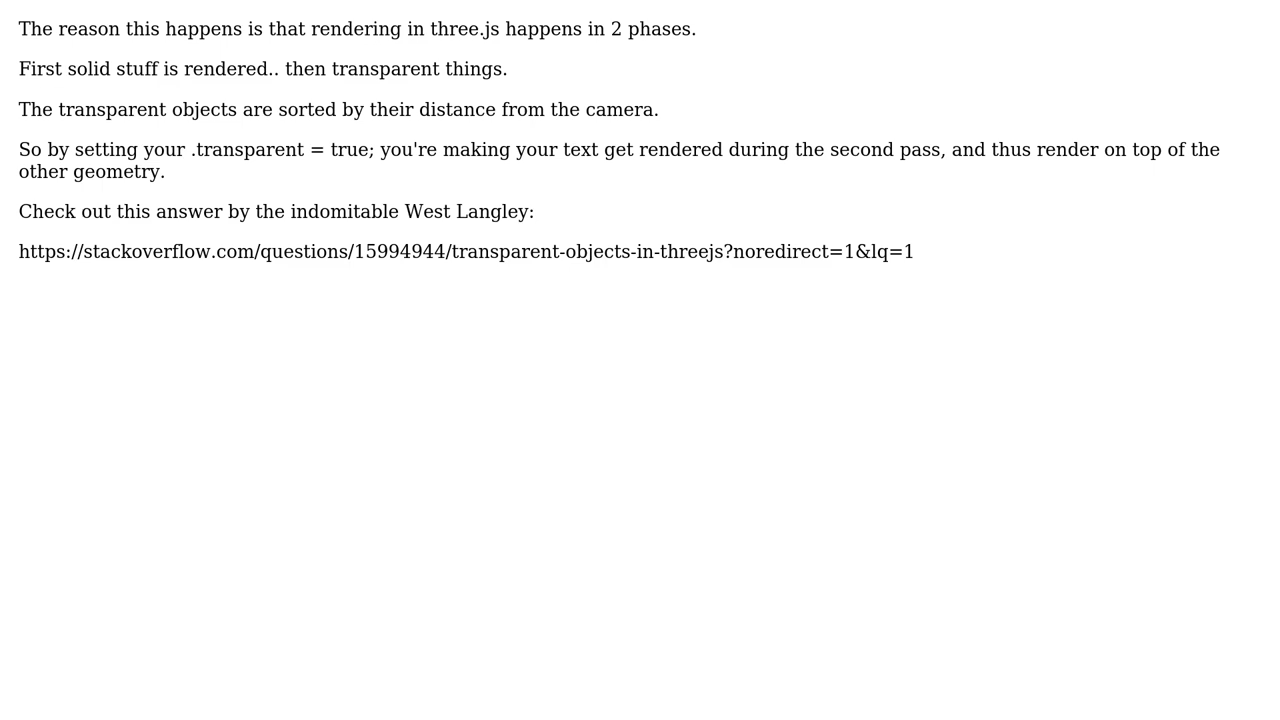 The reason this happens is that rendering in three.js happens in 2 phases.
First solid stuff is rendered.. then transparent things.
The transparent objects are sorted by their distance from the camera.
So by setting your .transparent = true; you're making your text get rendered during the second pass, and thus render on top of the
other geometry.
Check out this answer by the indomitable West Langley:
https://stackoverflow.com/questions/15994944/transparent-objects-in-threejs?noredirect=1&lq=1